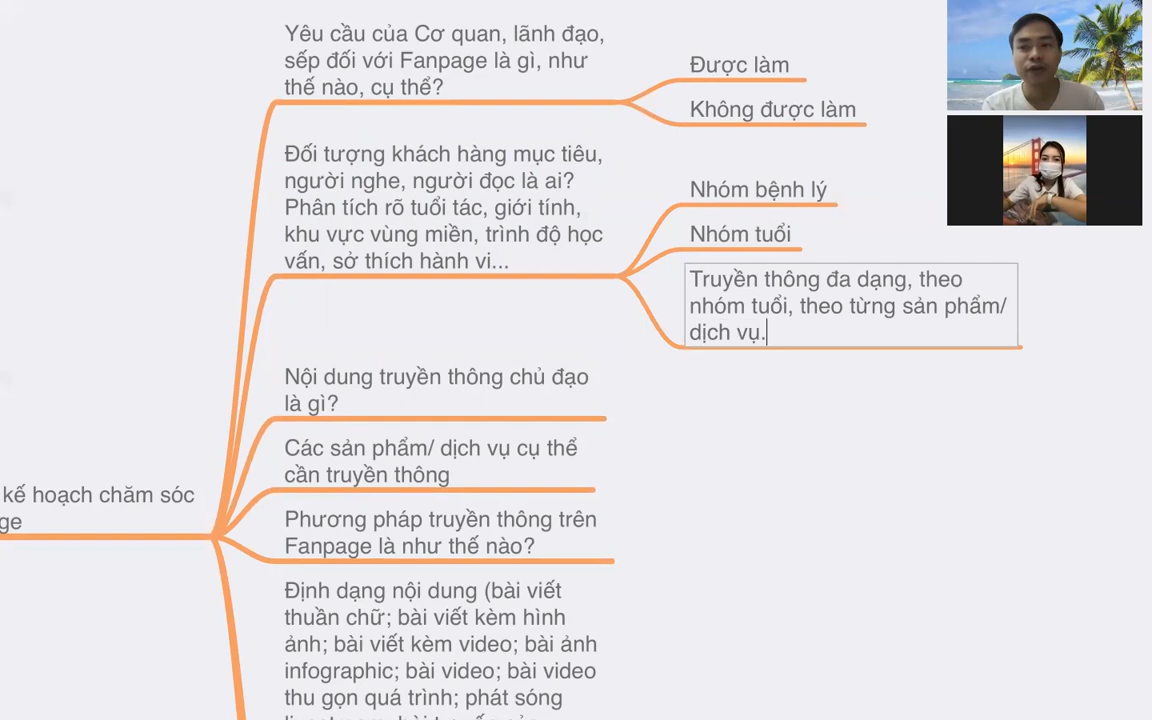 Yêu cầu của Cơ quan, lãnh đạo,
sếp đối với Fanpage là gì, như
thế nào, cụ thể?
Được làm
Không được làm
Đối tượng khách hàng mục tiêu,
người nghe, người đọc là ai?
Phân tích rõ tuổi tác, giới tính,
khu vực vùng miền, trình độ học
vấn, sở thích hành vi...
Nhóm bệnh lý
Nhóm tuổi
Truyền thông đa dạng, theo
nhóm tuổi, theo từng sản phẩm/
dịch vụ.
Nội dung truyền thông chủ đạo
là gì?
Các sản phẩm/ dịch vụ cụ thể
cần truyền thông
kế hoạch chăm sóc
ge
Phương pháp truyền thông trên
Fanpage là như thế nào?
Định dạng nội dung (bài viết
thuần chữ; bài viết kèm hình
ảnh; bài viết kèm video; bài ảnh
infographic; bài video; bài video
thu gọn quá trình; phát sóng